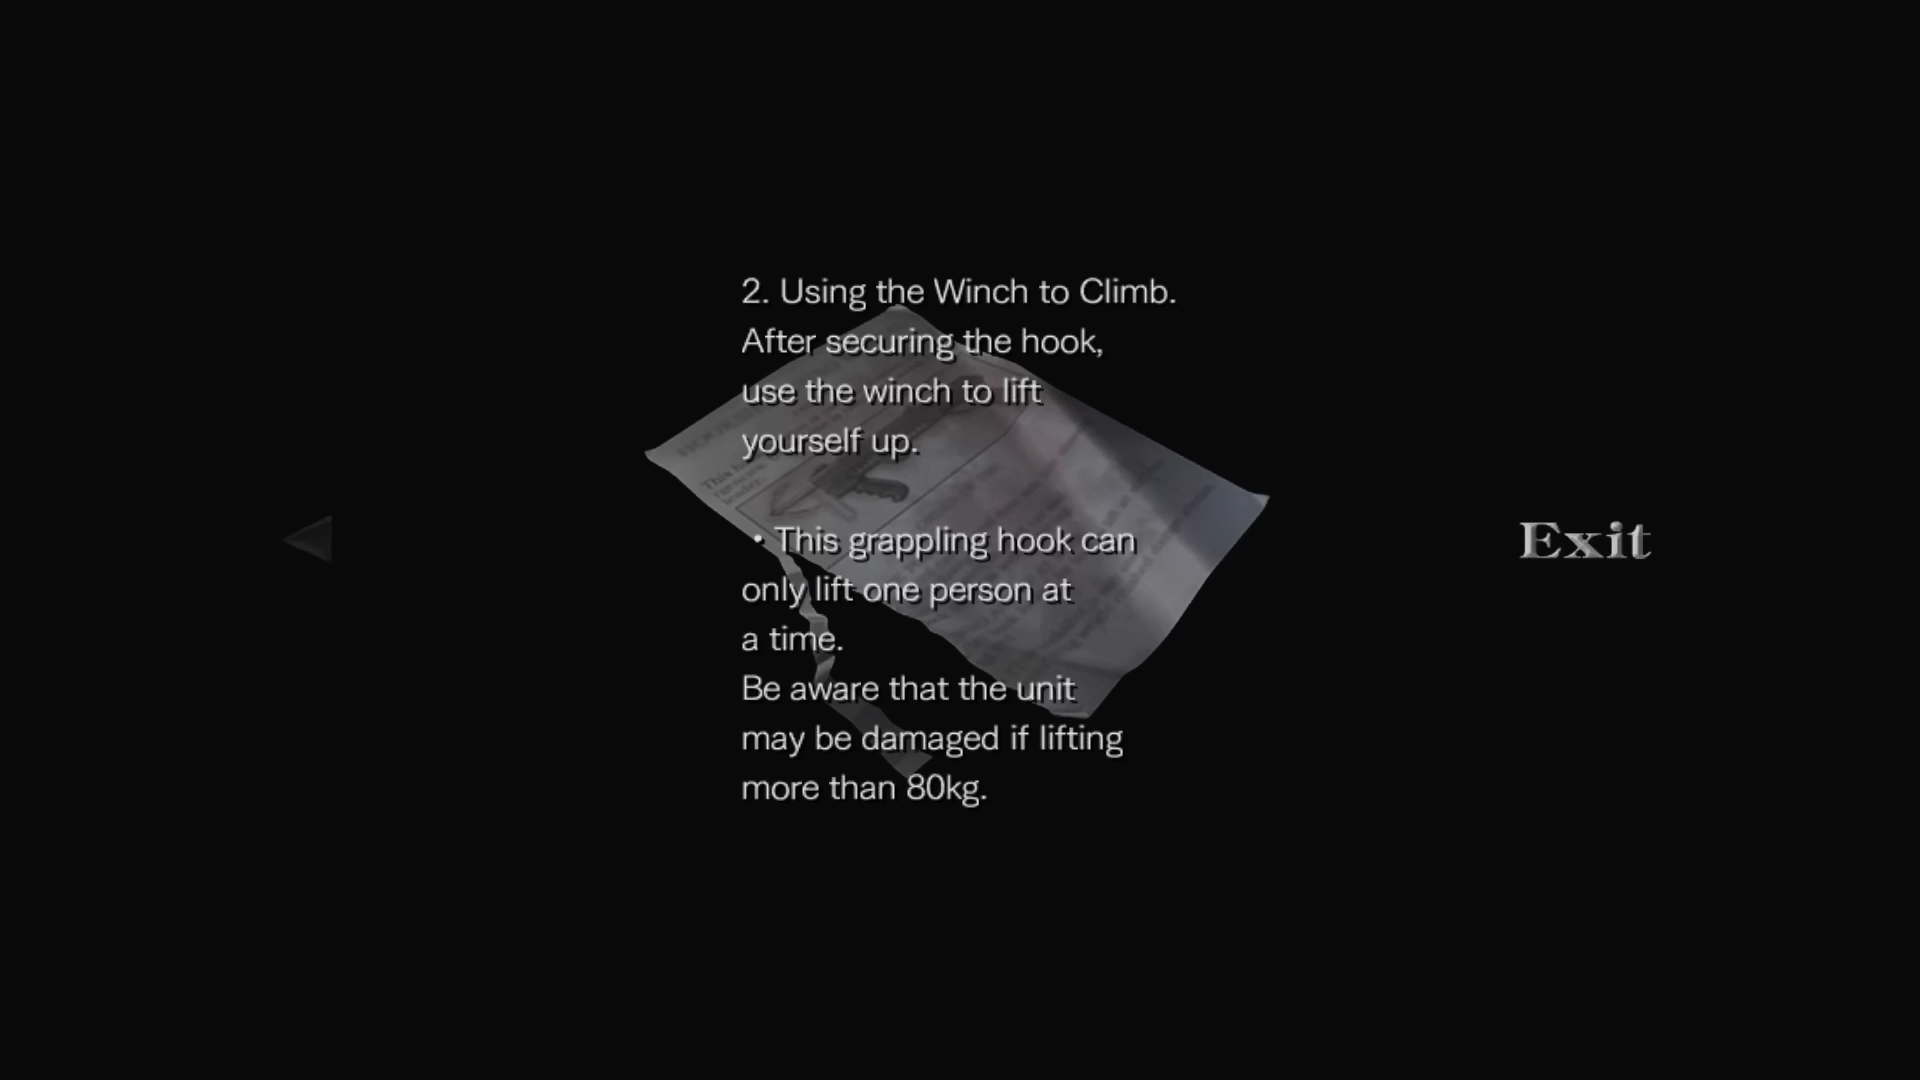 2. Using the Winch to Climb.
After securing the hook,
use the winch to lift
yourself up.
• This grappling hook can
only lift one person at
a time.
Be aware that the unit
may be damaged if lifting
more than 80kg.
Exit